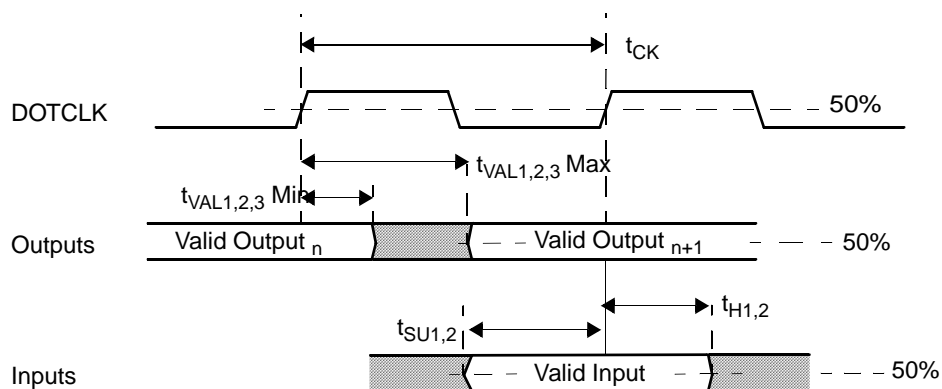 tCK
DOTCLK
50%
tVAL1,2,3 Max
tVAL1,2,3 Min
Outputs
Valid Output n
Valid Output n+1
50%
tSU1,2
tH1,2
Inputs
Valid Input
50%